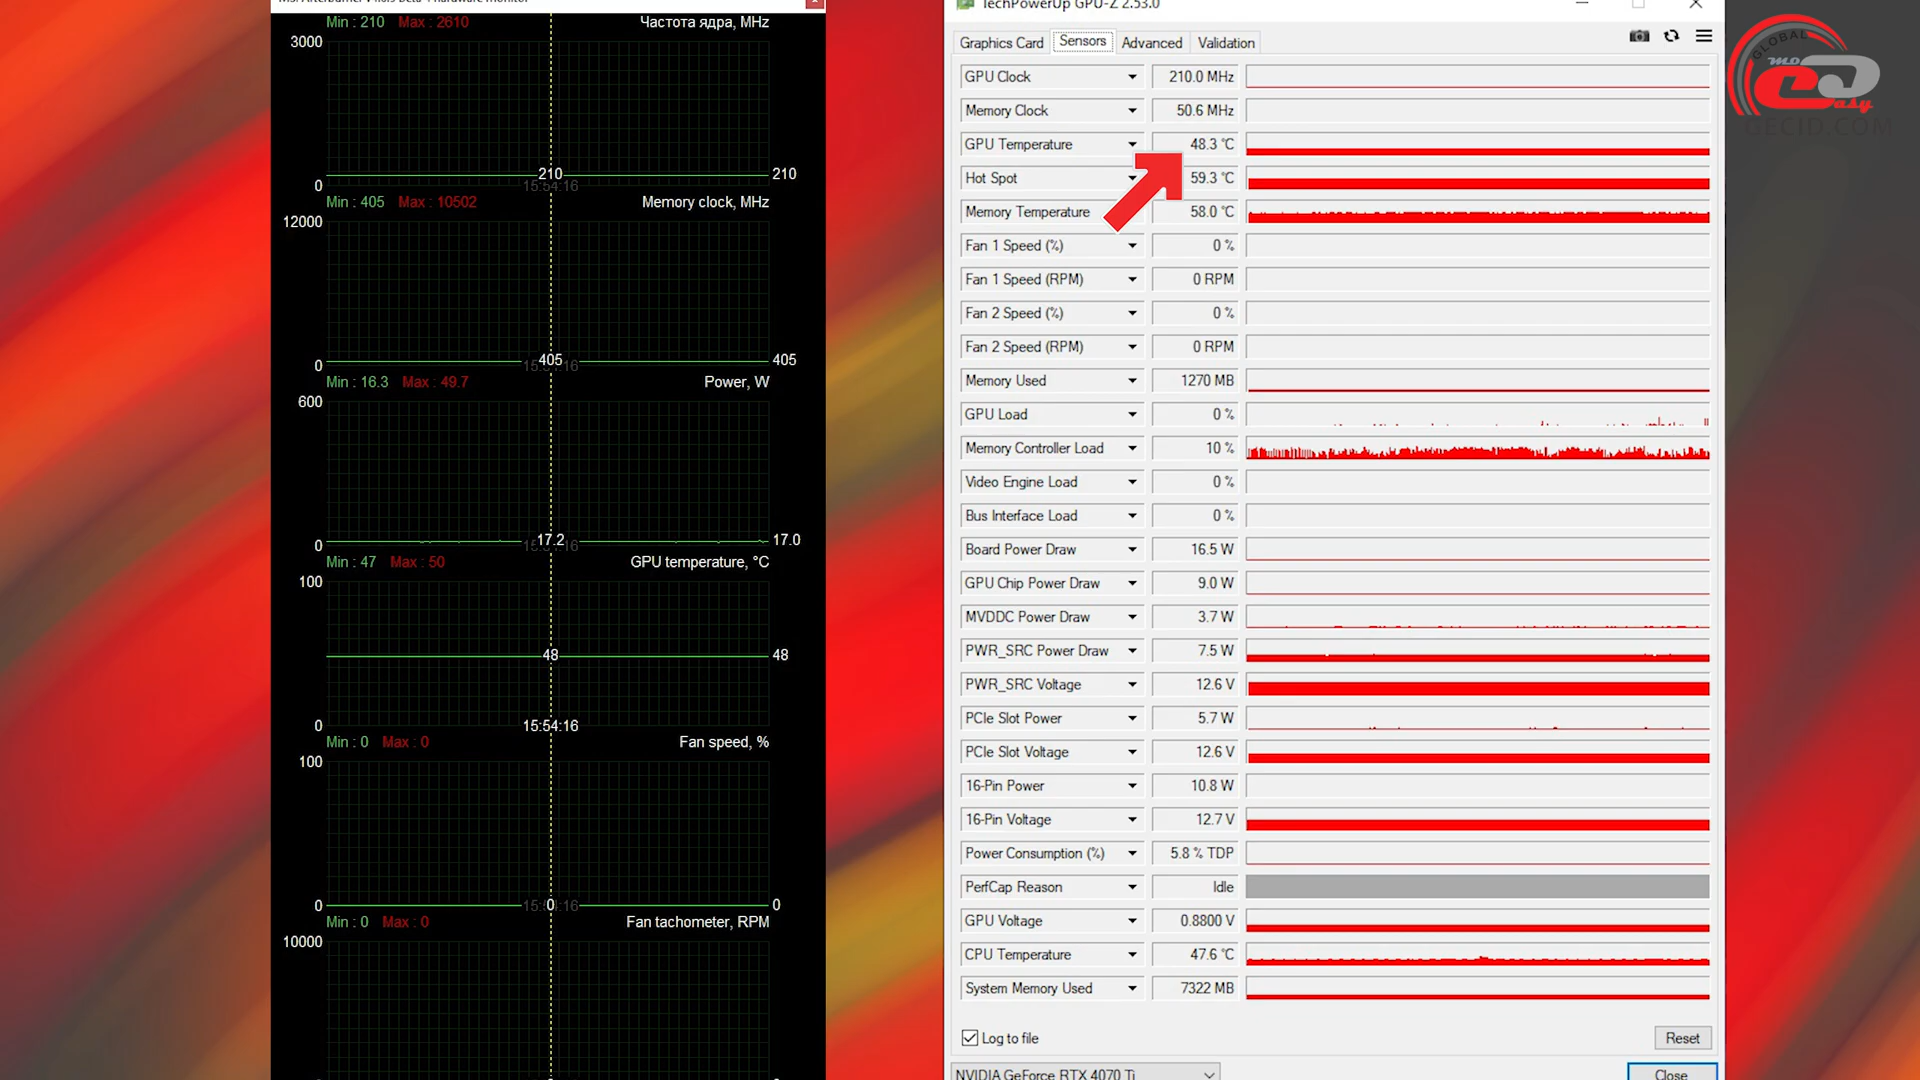 Min : 210 Max : 2610 Частота ядра, MHz
3000
210 210
0 15:54:16
Min : 405 Max : 10502 Memory clock, MHz
12000
405 405
0
Min : 16.3 Max : 49.7 Power, W
600
17.2 17.0
0
Min : 47 Max : 50 GPU temperature, °C
100
48 48
0 15:54:16
Min : 0 Max : 0 Fan speed, %
100
0 0 0
Min : 0 Max : 0 Fan tachometer, RPM
10000
TechPowerUp GPU-Z 2.53.0
Graphics Card Sensors Advanced Validation
GPU Clock 210.0 MHz
Memory Clock 50.6 MHz
GPU Temperature 48.3 °C
Hot Spot 59.3 °C
Memory Temperature 58.0 °C
Fan 1 Speed (%) 0 %
Fan 1 Speed (RPM) 0 RPM
Fan 2 Speed (%) 0 %
Fan 2 Speed (RPM) 0 RPM
Memory Used 1270 MB
GPU Load 0 %
Memory Controller Load 10 %
Video Engine Load 0 %
Bus Interface Load 0 %
Board Power Draw 16.5 W
GPU Chip Power Draw 9.0 W
MVDDC Power Draw 3.7 W
PWR_SRC Power Draw 7.5 W
PWR_SRC Voltage 12.6 V
PCIe Slot Power 5.7 W
PCIe Slot Voltage 12.6 V
16-Pin Power 10.8 W
16-Pin Voltage 12.7 V
Power Consumption (%) 5.8 % TDP
PerfCap Reason Idle
GPU Voltage 0.8800 V
CPU Temperature 47.6 °C
System Memory Used 7322 MB
Log to file Reset
NVIDIA GeForce RTX 4070 Ti Close
GLOBAL
mo
easy
GECID.COM